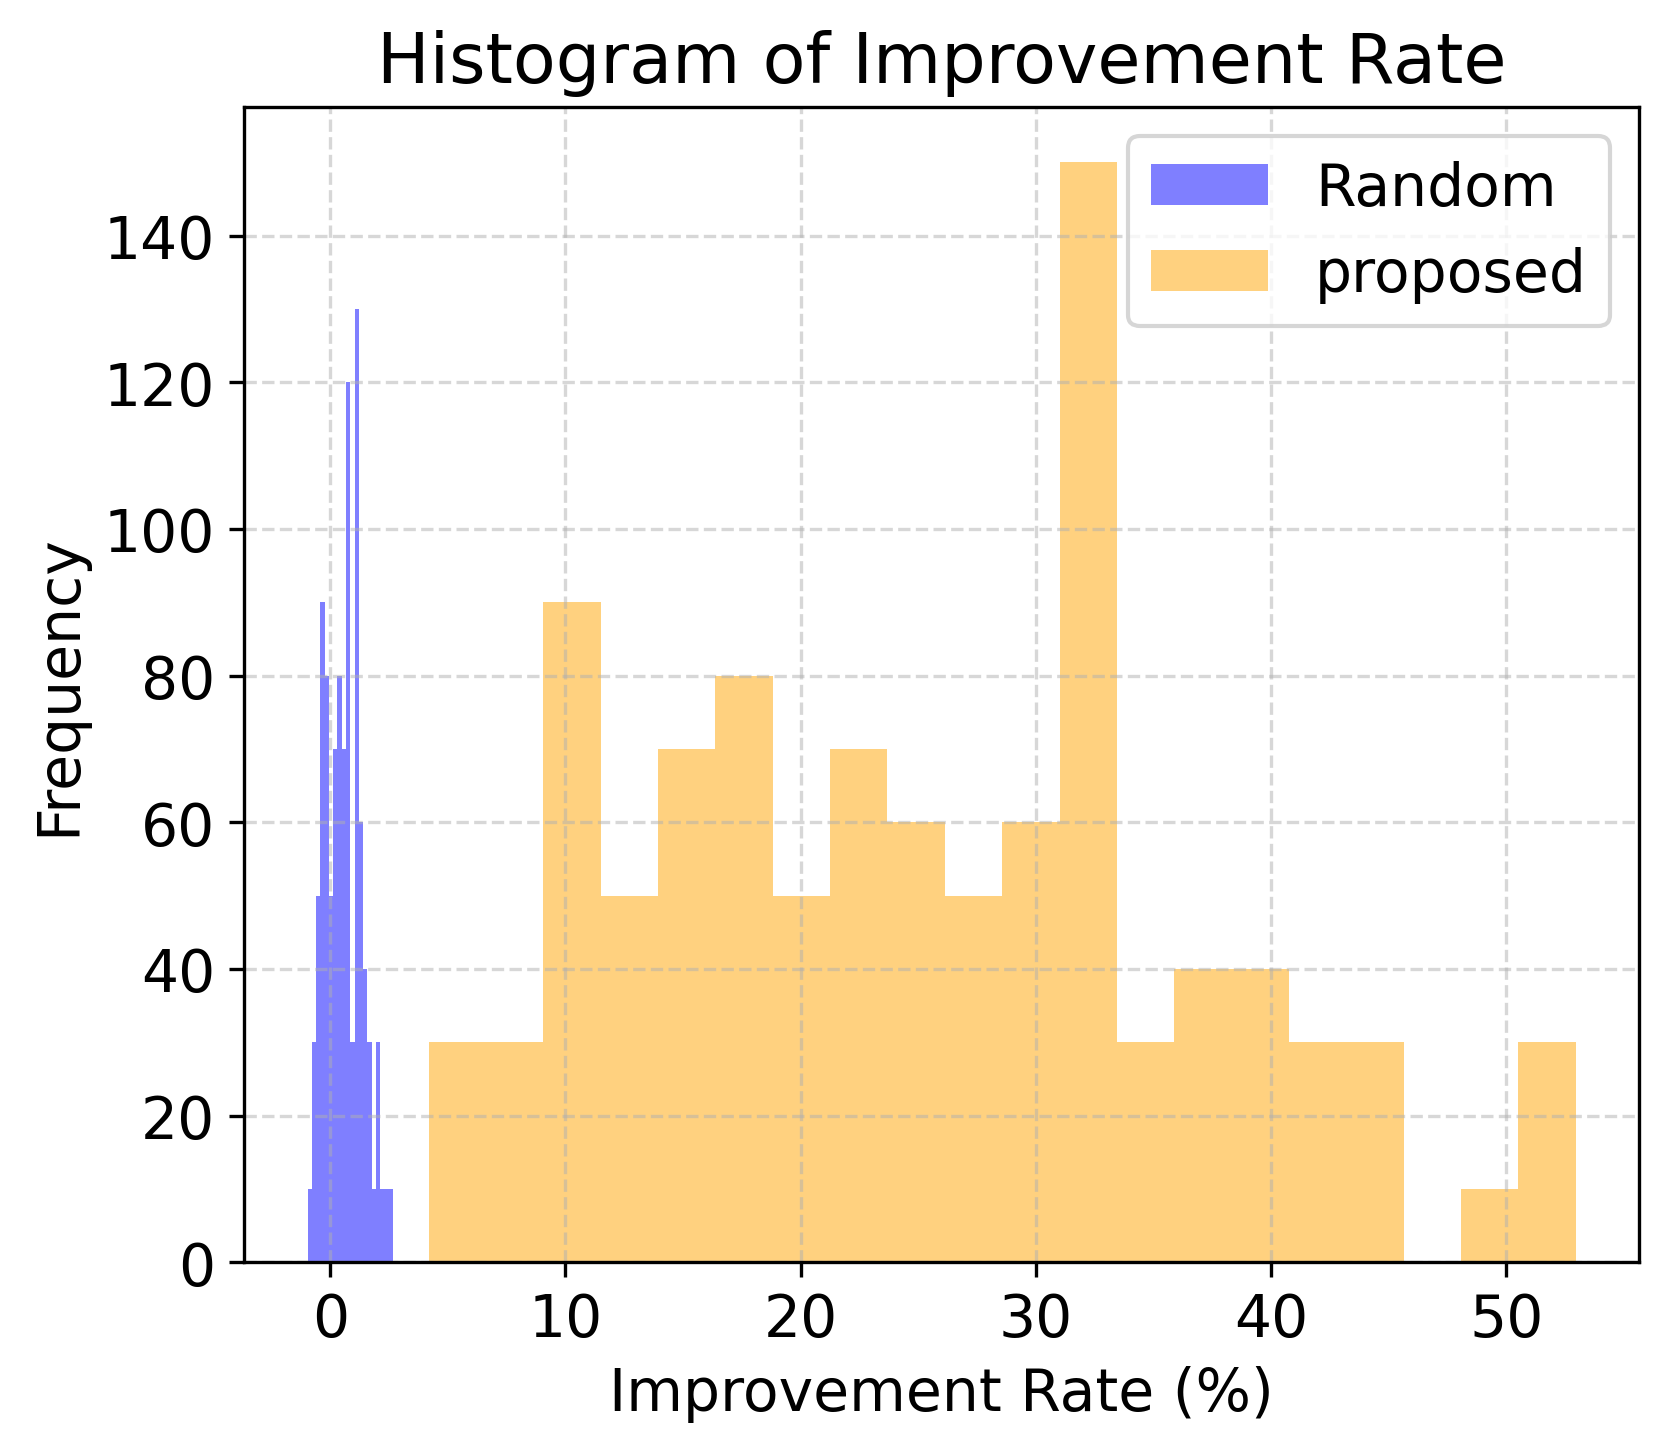 Histogram of Improvement Rate
Random
proposed
140
120
100
80
60
40
20
0
Frequency
0 10 20 30 40 50
Improvement Rate (%)